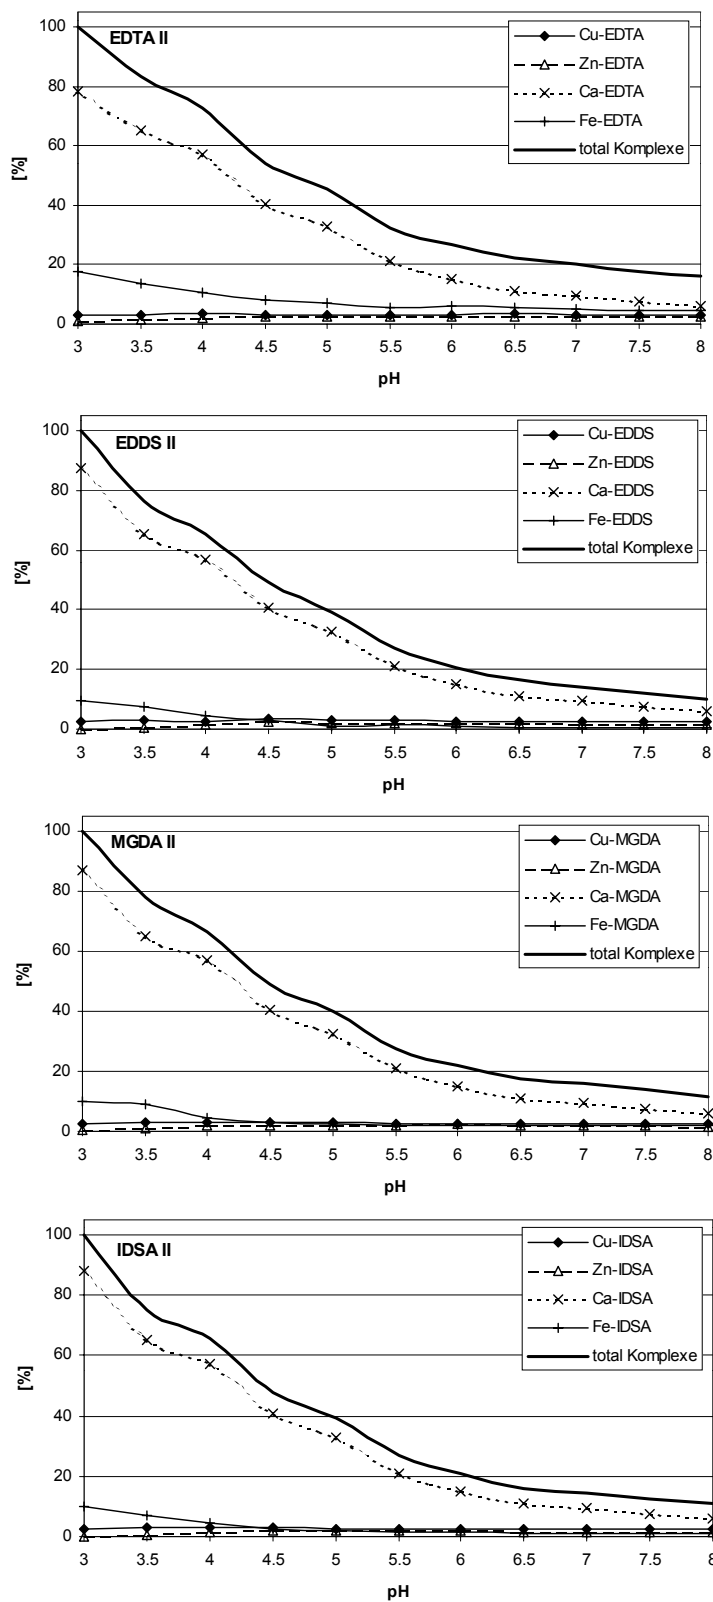 EDTA II
Cu-EDTA
Zn-EDTA
Ca-EDTA
Fe-EDTA
total Komplexe
100
80
60
40
20
0
[%]
3 3.5 4 4.5 5 5.5 6 6.5 7 7.5 8
pH
EDDS II
Cu-EDDS
Zn-EDDS
Ca-EDDS
Fe-EDDS
total Komplexe
100
80
60
40
20
0
[%]
3 3.5 4 4.5 5 5.5 6 6.5 7 7.5 8
pH
MGDA II
Cu-MGDA
Zn-MGDA
Ca-MGDA
Fe-MGDA
total Komplexe
100
80
60
40
20
0
[%]
3 3.5 4 4.5 5 5.5 6 6.5 7 7.5 8
pH
IDSA II
Cu-IDSA
Zn-IDSA
Ca-IDSA
Fe-IDSA
total Komplexe
100
80
60
40
20
0
[%]
3 3.5 4 4.5 5 5.5 6 6.5 7 7.5 8
pH